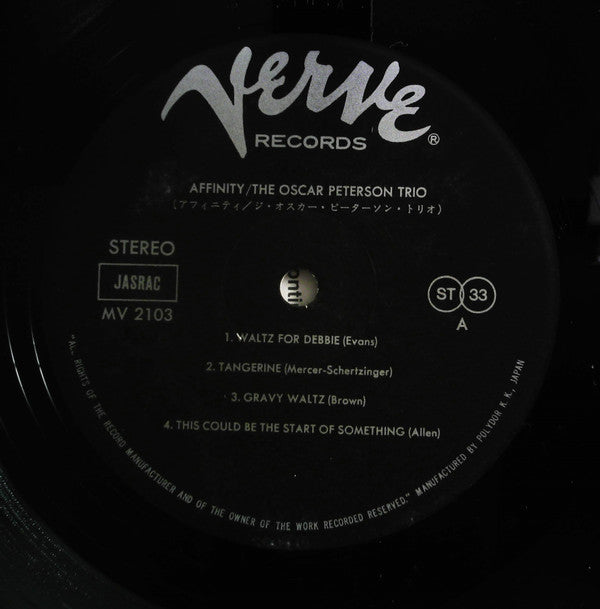 VERVE
RECORDS ®
AFFINITY/THE OSCAR PETERSON TRIO
(アフィニティ/ジ・オスカー・ピーターソン・トリオ)
STEREO
JASRAC
MV 2103
ST 33
A
onti
1. WALTZ FOR DEBBIE (Evans)
2. TANGERINE (Mercer-Schertzinger)
3. GRAVY WALTZ (Brown)
4. THIS COULD BE THE START OF SOMETHING (Allen)
"ALL RIGHTS OF THE RECORD MANUFACTURER AND OF THE OWNER OF THE WORK RECORDED RESERVED." MANUFACTURED BY POLYDOR K. K., JAPAN